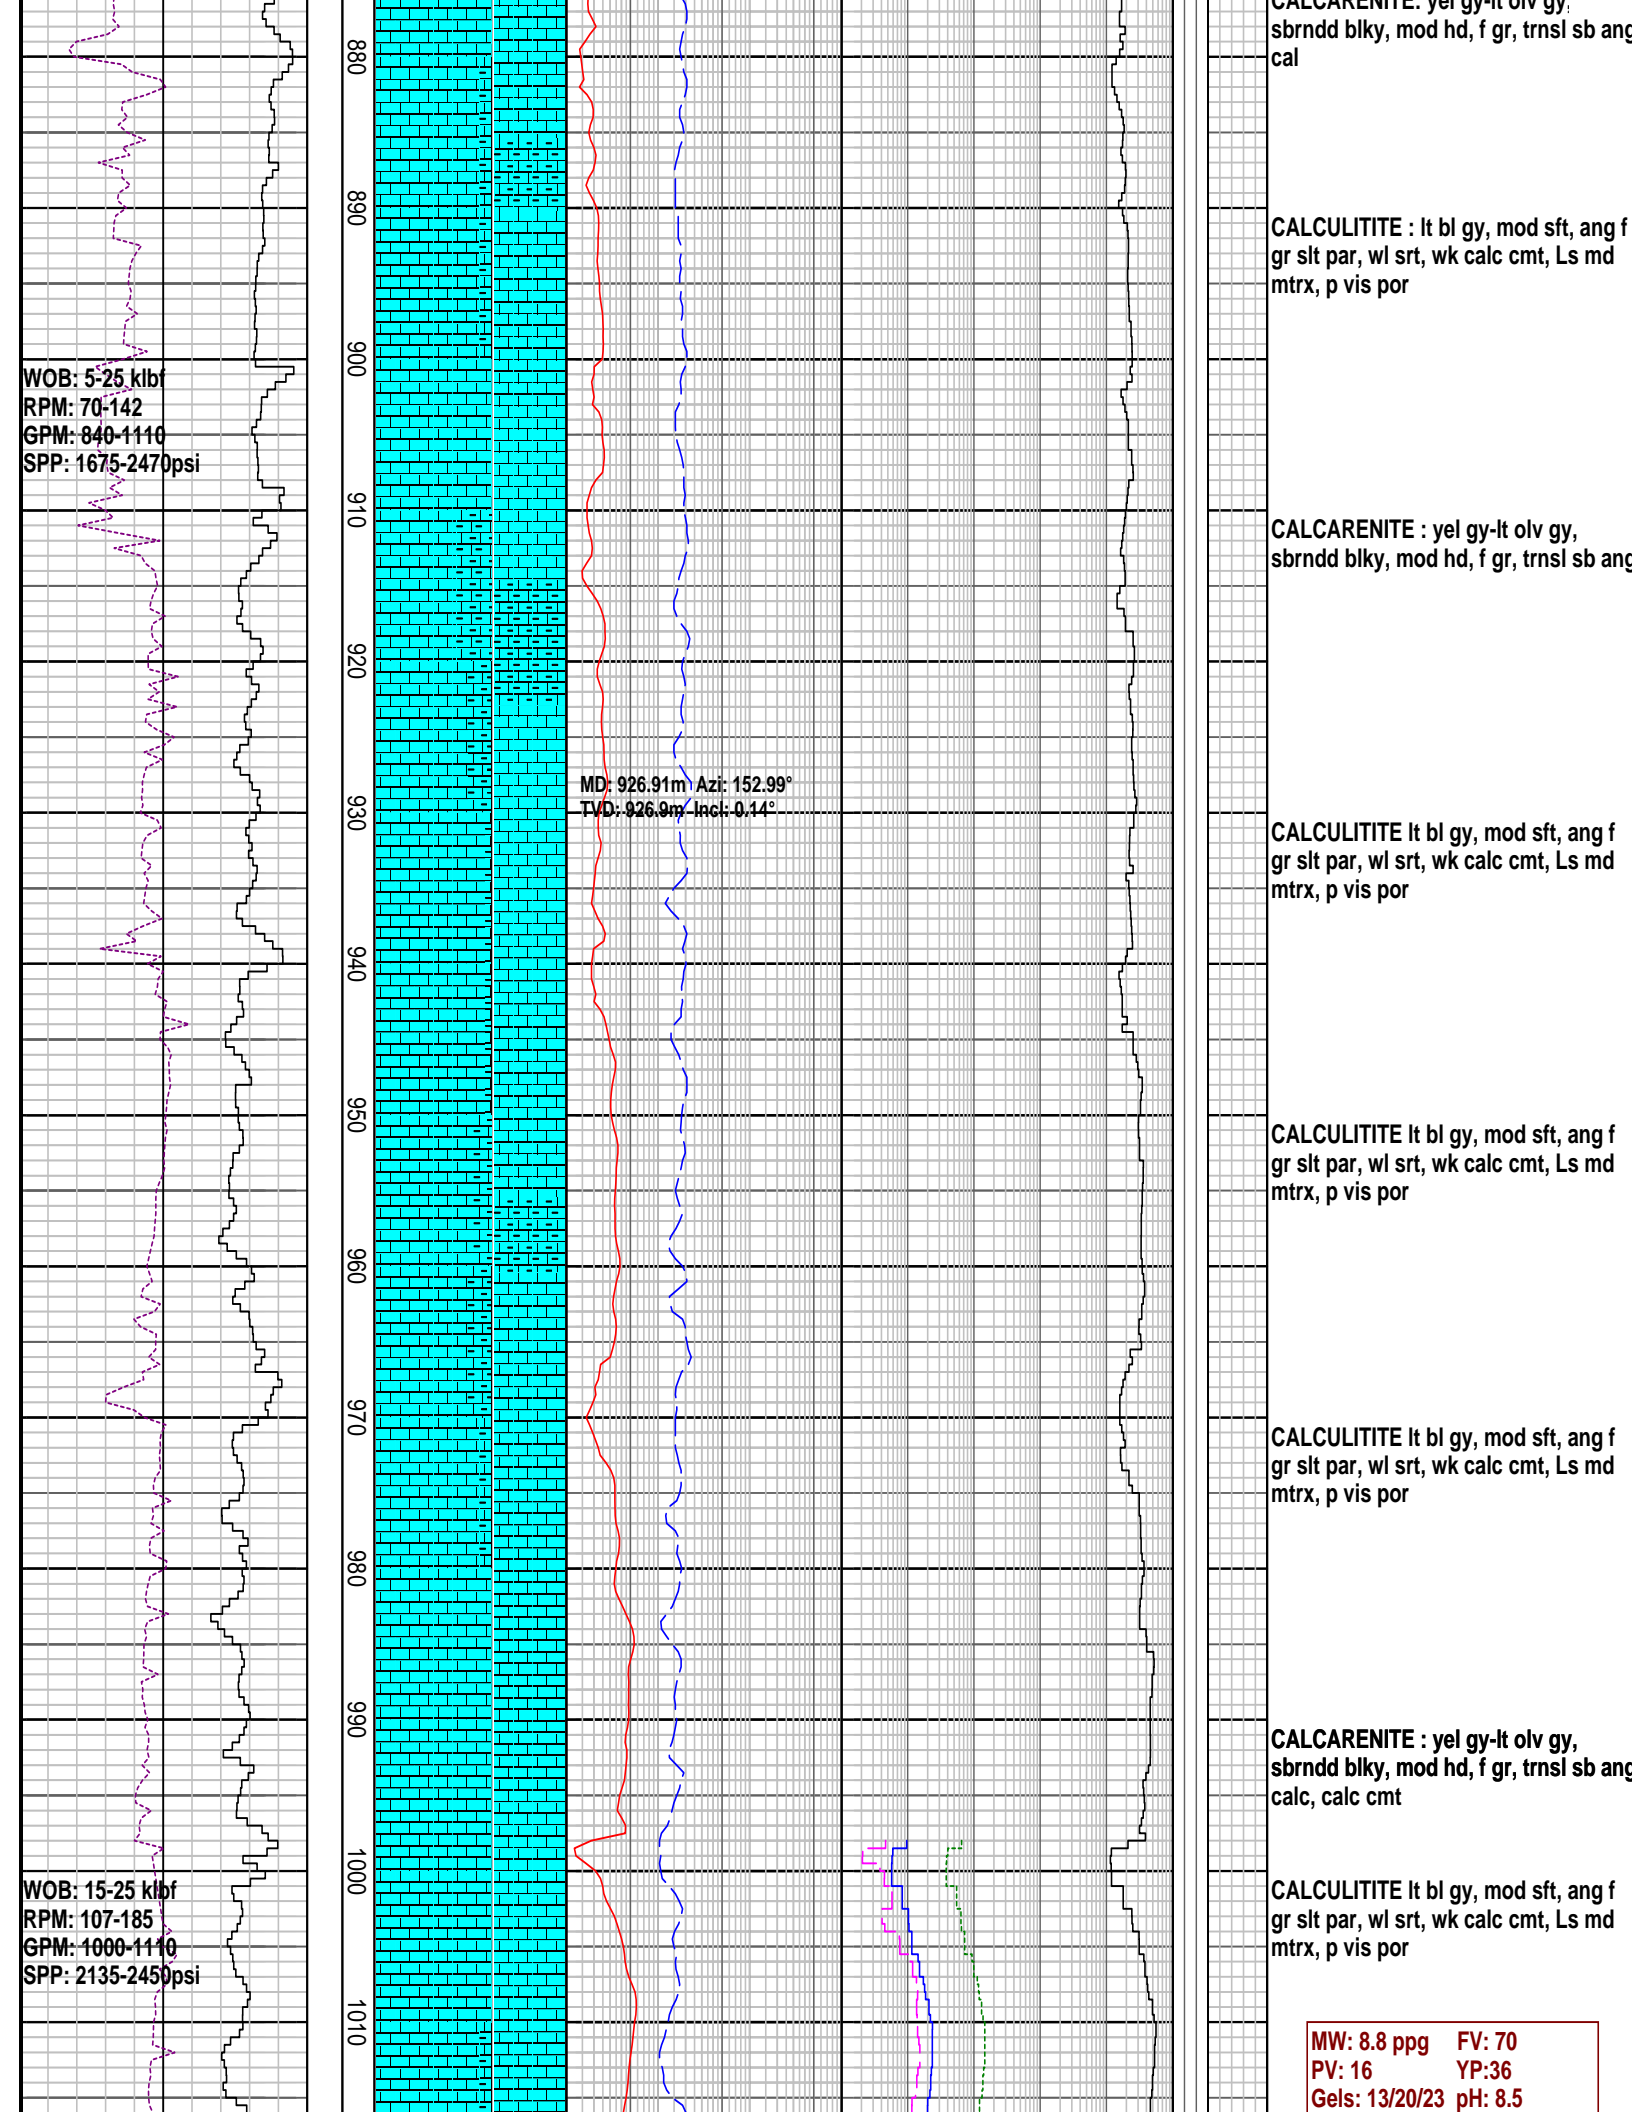 CALCARENITE: yel gy-lt olv gy,
sbrndd blky, mod hd, f gr, trnsl sb ang
cal
880
890
CALCULITITE : lt bl gy, mod sft, ang f
gr slt par, wl srt, wk calc cmt, Ls md
mtrx, p vis por
900
WOB: 5-25 klbf
RPM: 70-142
GPM: 840-1110
SPP: 1675-2470psi
910
CALCARENITE : yel gy-lt olv gy,
sbrndd blky, mod hd, f gr, trnsl sb ang
920
MD: 926.91m Azi: 152.99°
TVD: 926.9m Incl: 0.14°
930
CALCULITITE lt bl gy, mod sft, ang f
gr slt par, wl srt, wk calc cmt, Ls md
mtrx, p vis por
940
950
CALCULITITE lt bl gy, mod sft, ang f
gr slt par, wl srt, wk calc cmt, Ls md
mtrx, p vis por
960
970
CALCULITITE lt bl gy, mod sft, ang f
gr slt par, wl srt, wk calc cmt, Ls md
mtrx, p vis por
980
990
CALCARENITE : yel gy-lt olv gy,
sbrndd blky, mod hd, f gr, trnsl sb ang
calc, calc cmt
1000
WOB: 15-25 klbf
RPM: 107-185
GPM: 1000-1110
SPP: 2135-2450psi
CALCULITITE lt bl gy, mod sft, ang f
gr slt par, wl srt, wk calc cmt, Ls md
mtrx, p vis por
1010
MW: 8.8 ppg FV: 70
PV: 16 YP:36
Gels: 13/20/23 pH: 8.5